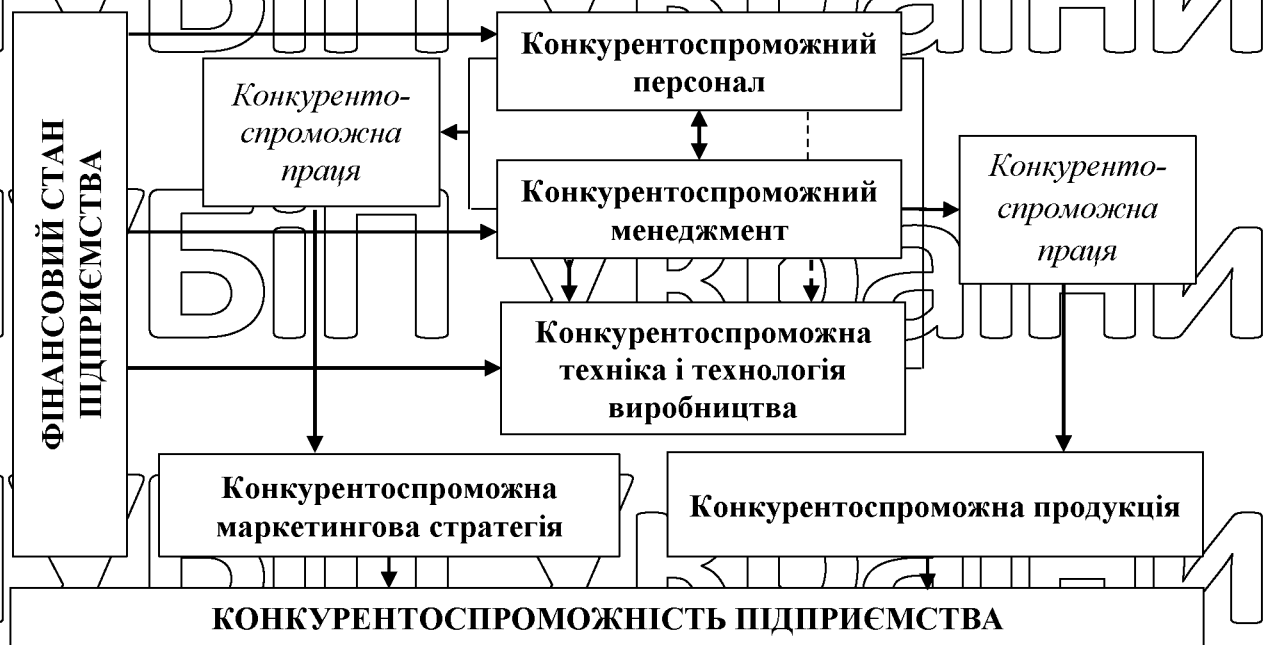 Конкурентоспроможний
персонал
Конкуренто-
спроможна
праця
Конкуренто-
спроможна
праця
Конкурентоспроможний
менеджмент
ФІНАНСОВИЙ СТАН
ПІДПРИЄМСТВА
Конкурентоспроможна
техніка і технологія
виробництва
Конкурентоспроможна
маркетингова стратегія
Конкурентоспроможна продукція
КОНКУРЕНТОСПРОМОЖНІСТЬ ПІДПРИЄМСТВА